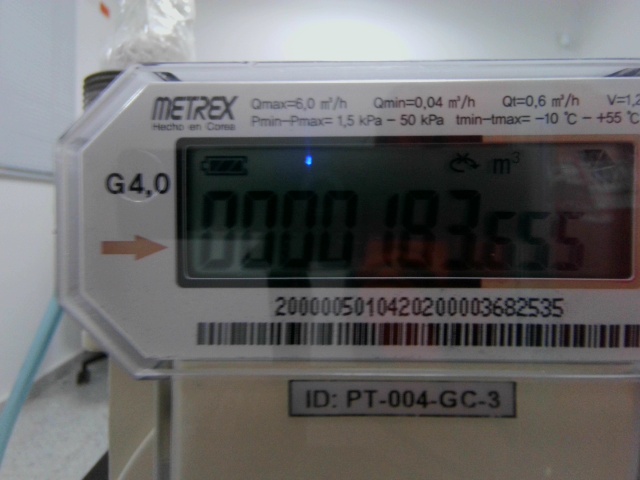 METREX
Hecho en Corea
Qmax=6,0 m³/h Qmin=0,04 m³/h Qt=0,6 m³/h V=1,2
Pmin-Pmax= 1,5 kPa - 50 kPa tmin-tmax= -10 °C - +55 °C
G4,0
m³
0000183.655
20000050104202000003682535
ID: PT-004-GC-3